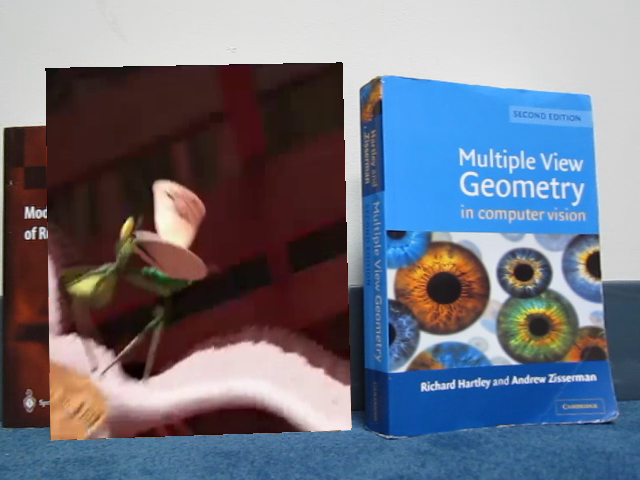 Mod
of R
Multiple View Geometry
SECOND EDITION
Multiple View
Geometry
in computer vision
Richard Hartley and Andrew Zisserman
CAMBRIDGE